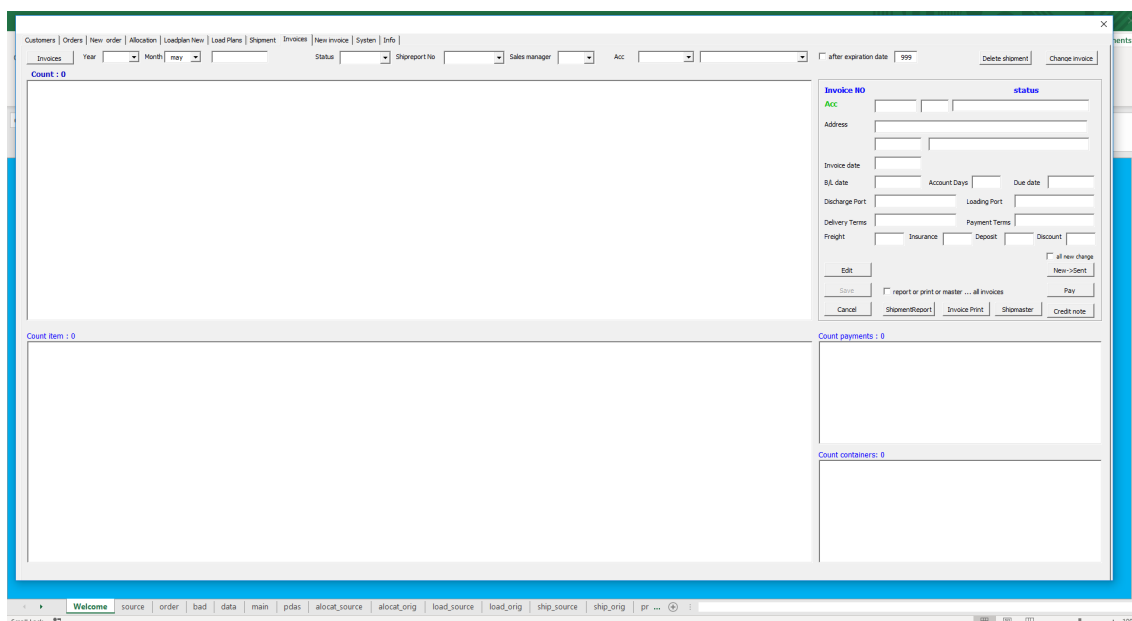 Customers | Orders | New order | Allocation | Loadplan New | Load Plans | Shipment | Invoices | New invoice | Systen | Info |
Invoices Year Month may Status Shipreport No Sales manager Acc after expiration date 999 Delete shipment Change invoice
Count : 0
Invoice NO status
Acc
Address
Invoice date
B/L date Account Days Due date
Discharge Port Loading Port
Delivery Terms Payment Terms
Freight Insurance Deposit Discount
all new change
Edit New->Sent
Save report or print or master ... all invoices Pay
Cancel ShipmentReport Invoice Print Shipmaster Credit note
Count item : 0 Count payments : 0
Count containers: 0
Welcome source order bad data main pdas alocat_source alocat_orig load_source load_orig ship_source ship_orig pr ...